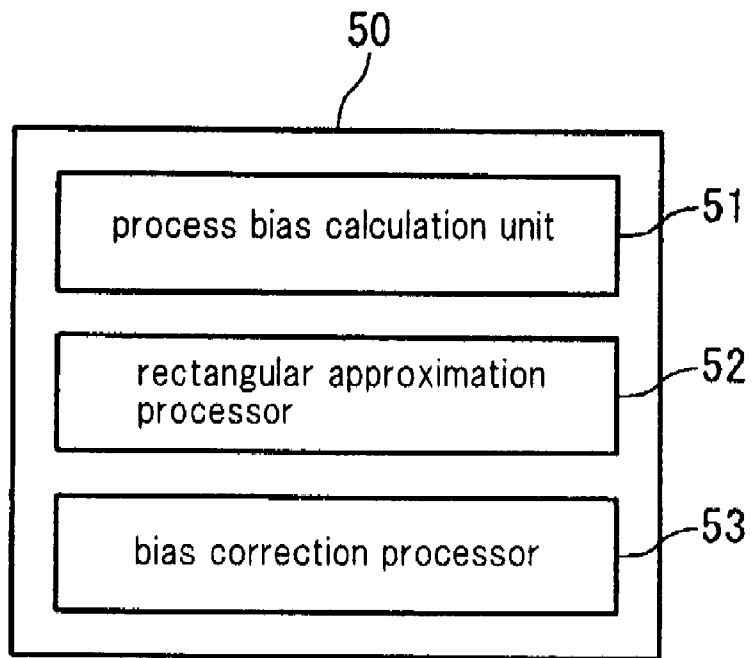 50
process bias calculation unit
51
rectangular approximation
processor
52
bias correction processor
53